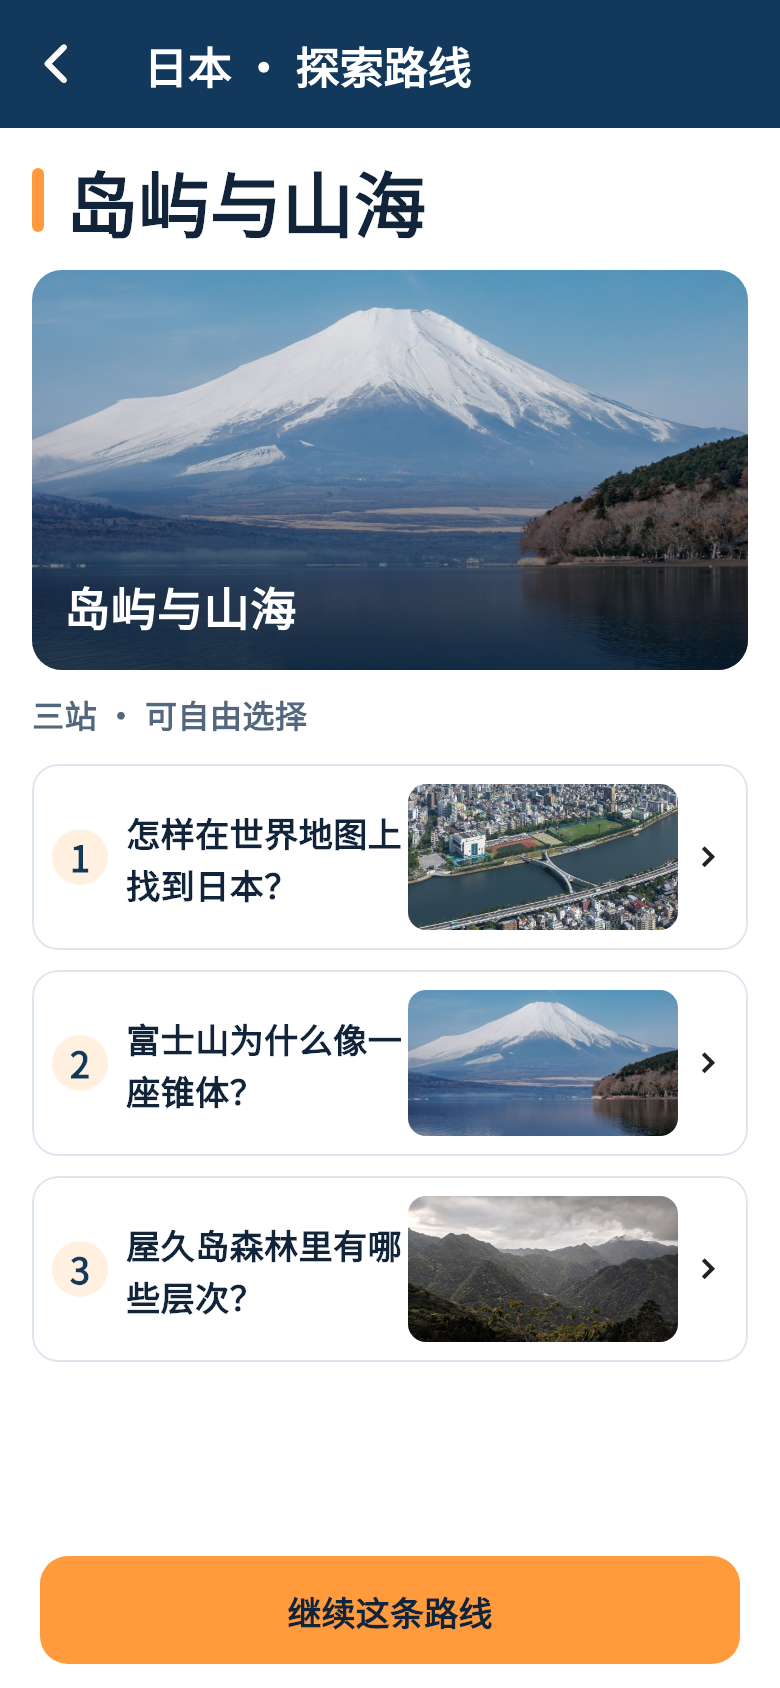 日本 · 探索路线
岛屿与山海
岛屿与山海
三站 · 可自由选择
1
怎样在世界地图上
找到日本？
2
富士山为什么像一
座锥体？
3
屋久岛森林里有哪
些层次？
继续这条路线